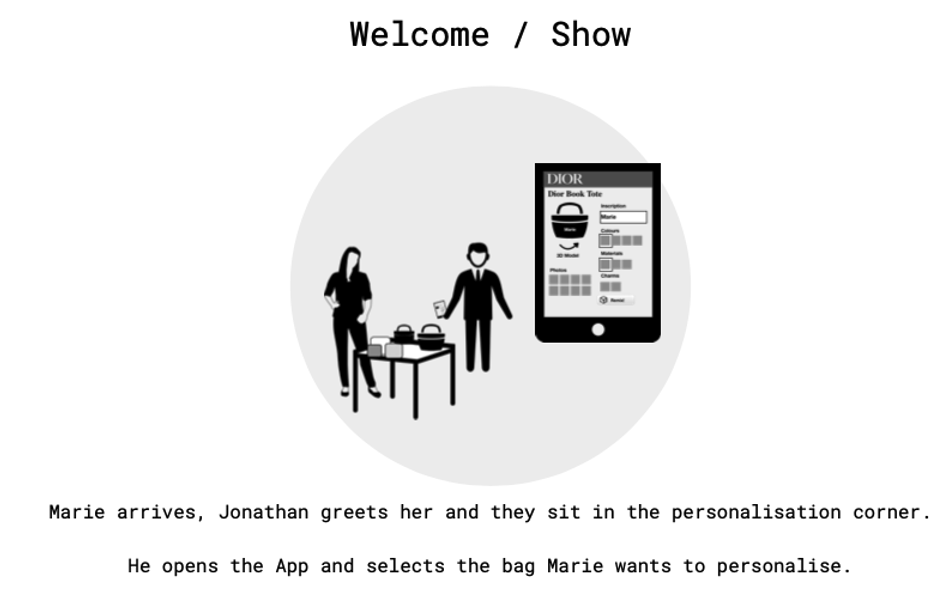 Welcome / Show
DIOR
Dior Book Tote
Inscription
Marie
Marie
Colours
3D Model
Materials
Photos
Charms
Reveal
Marie arrives, Jonathan greets her and they sit in the personalisation corner.
He opens the App and selects the bag Marie wants to personalise.